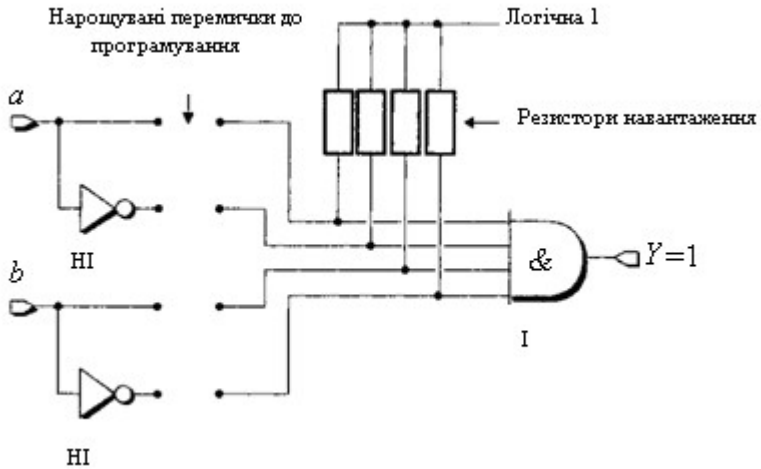 Нарощувані перемички до
програмування
Логічна 1
a
Резистори навантаження
НІ
b
&
Y=1
І
НІ